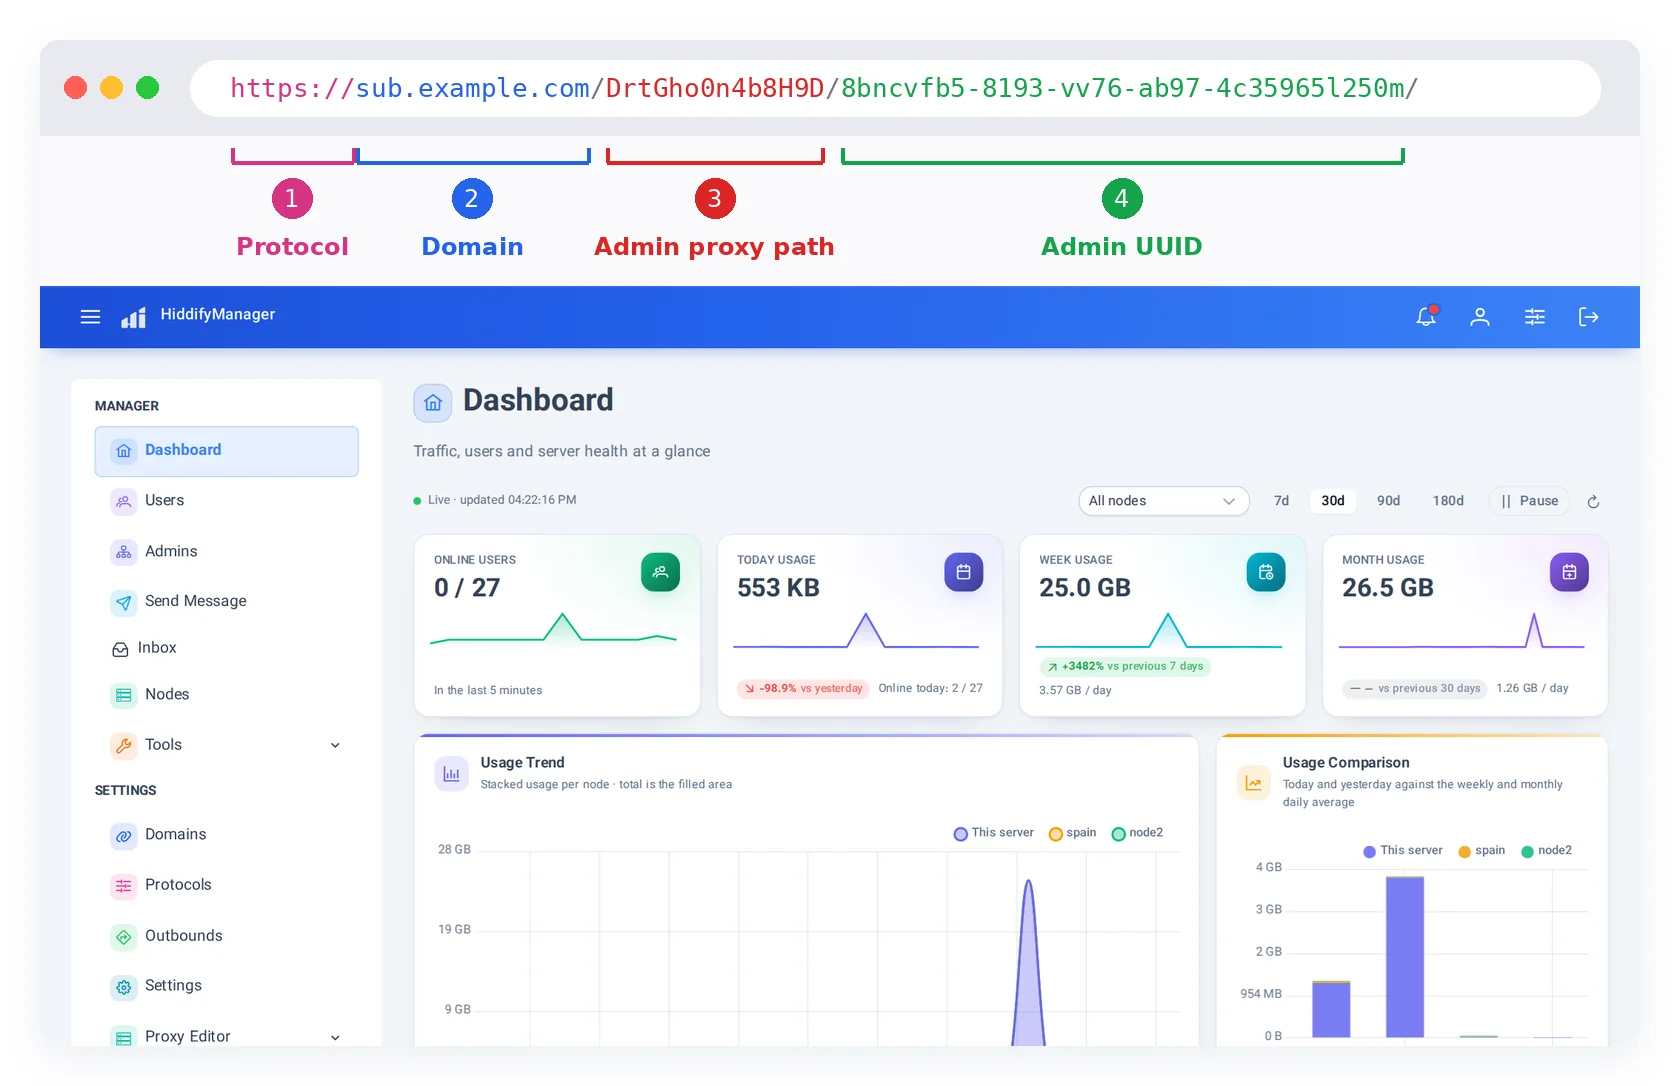 https://sub.example.com/DrtGho0n4b8H9D/8bncvfb5-8193-vv76-ab97-4c35965l250m/
1
2
3
4
Protocol
Domain
Admin proxy path
Admin UUID
HiddifyManager
MANAGER
Dashboard
Users
Admins
Send Message
Inbox
Nodes
Tools
SETTINGS
Domains
Protocols
Outbounds
Settings
Proxy Editor
Dashboard
Traffic, users and server health at a glance
Live · updated 04:22:16 PM
All nodes
7d
30d
90d
180d
Pause
ONLINE USERS
0 / 27
In the last 5 minutes
TODAY USAGE
553 KB
-98.9% vs yesterday
Online today: 2 / 27
WEEK USAGE
25.0 GB
+3482% vs previous 7 days
3.57 GB / day
MONTH USAGE
26.5 GB
– vs previous 30 days
1.26 GB / day
Usage Trend
Stacked usage per node · total is the filled area
This server
spain
node2
28 GB
19 GB
9 GB
Usage Comparison
Today and yesterday against the weekly and monthly
daily average
This server
spain
node2
4 GB
3 GB
2 GB
954 MB
0 B